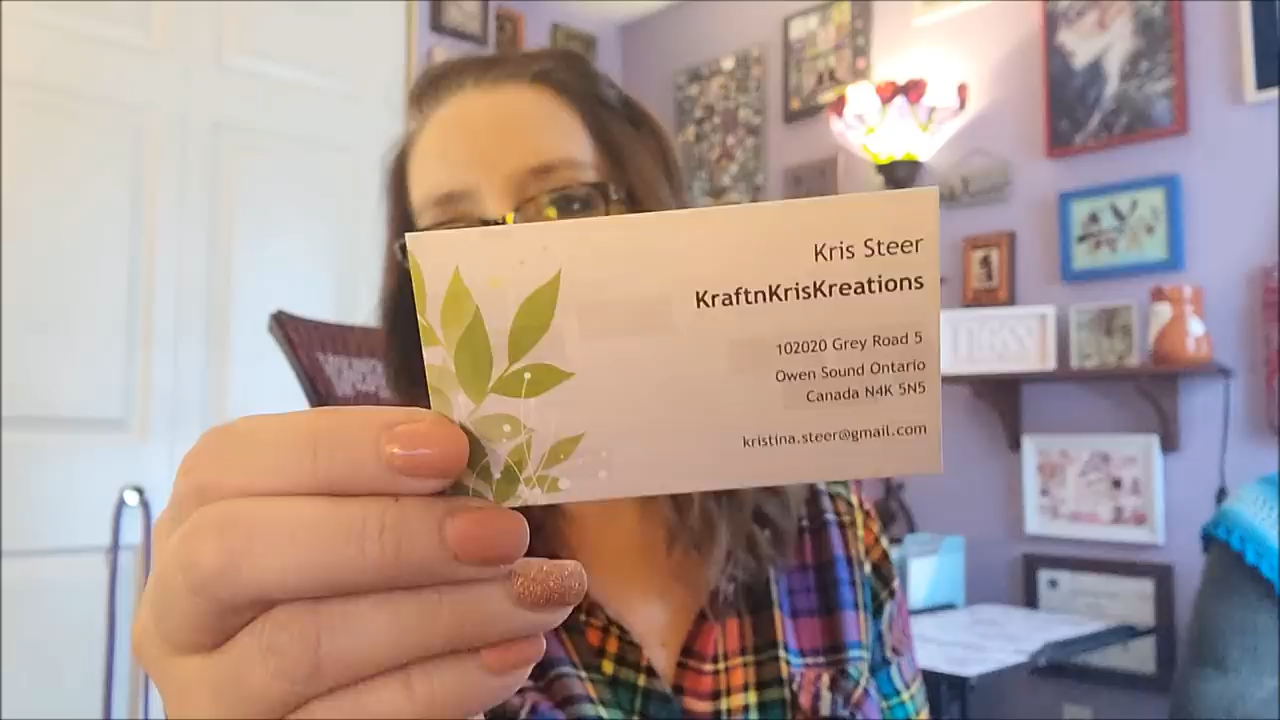 Kris Steer
KraftnKrisKreations
102020 Grey Road 5
Owen Sound Ontario
Canada N4K 5N5
kristina.steer@gmail.com